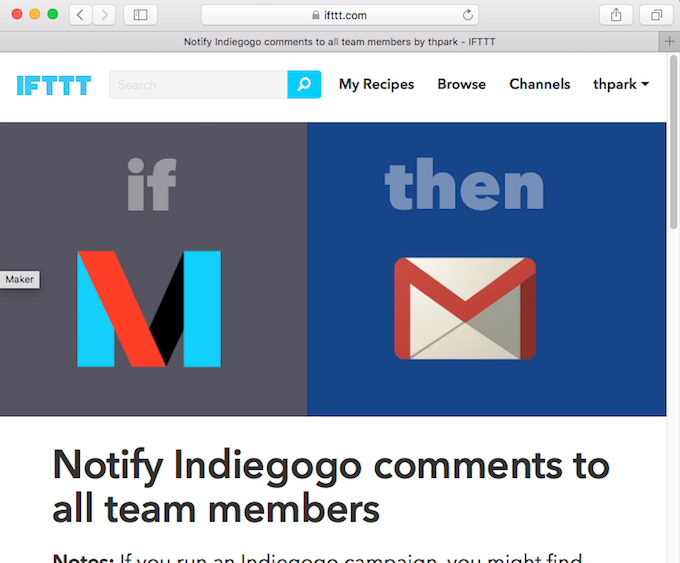 ifttt.com
Notify Indiegogo comments to all team members by thpark - IFTTT
IFTTT
Search
My Recipes
Browse
Channels
thpark
if
then
Maker
Notify Indiegogo comments to
all team members
Notes: If you run an Indiegogo campaign, you might find